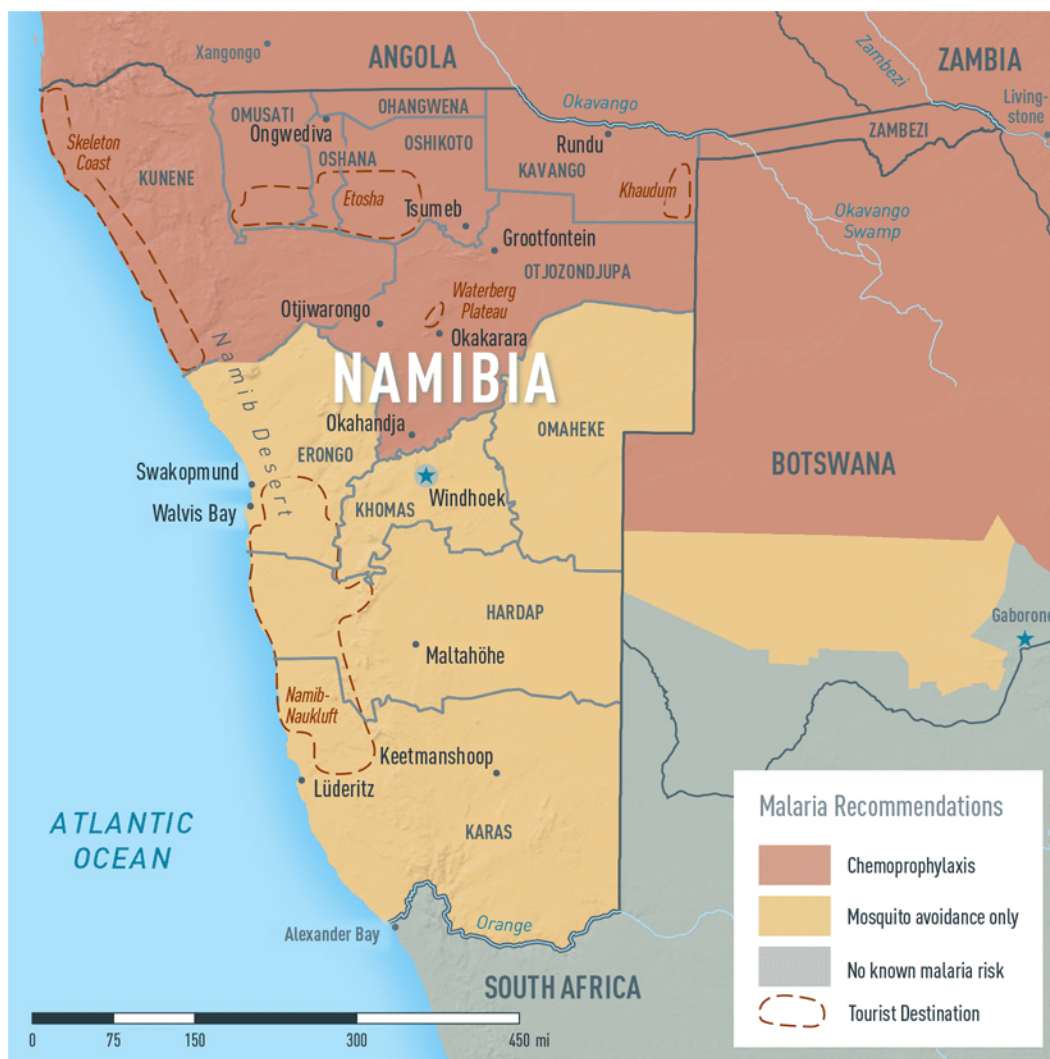 Xangongo
ANGOLA
Zambezi
ZAMBIA
Living-
stone
Okavango
ZAMBEZI
OMUSATI
OHANGWENA
Ongwediva
OSHANA
OSHIKOTO
Rundu
KAVANGO
Skeleton
Coast
KUNENE
Etosha
Khaudum
Tsumeb
Okavango
Swamp
Grootfontein
OTJOZONDJUPA
Otjiwarongo
Waterberg
Plateau
Okakarara
NAMIBIA
Namib Desert
Okahandja
OMAHEKE
ERONGO
BOTSWANA
Swakopmund
Walvis Bay
KHOMAS
Windhoek
HARDAP
Gaborone
Maltahöhe
Namib-
Naukluft
Keetmanshoop
Lüderitz
ATLANTIC
OCEAN
KARAS
Orange
Alexander Bay
SOUTH AFRICA
Malaria Recommendations
Chemoprophylaxis
Mosquito avoidance only
No known malaria risk
Tourist Destination
0 75 150 300 450 mi